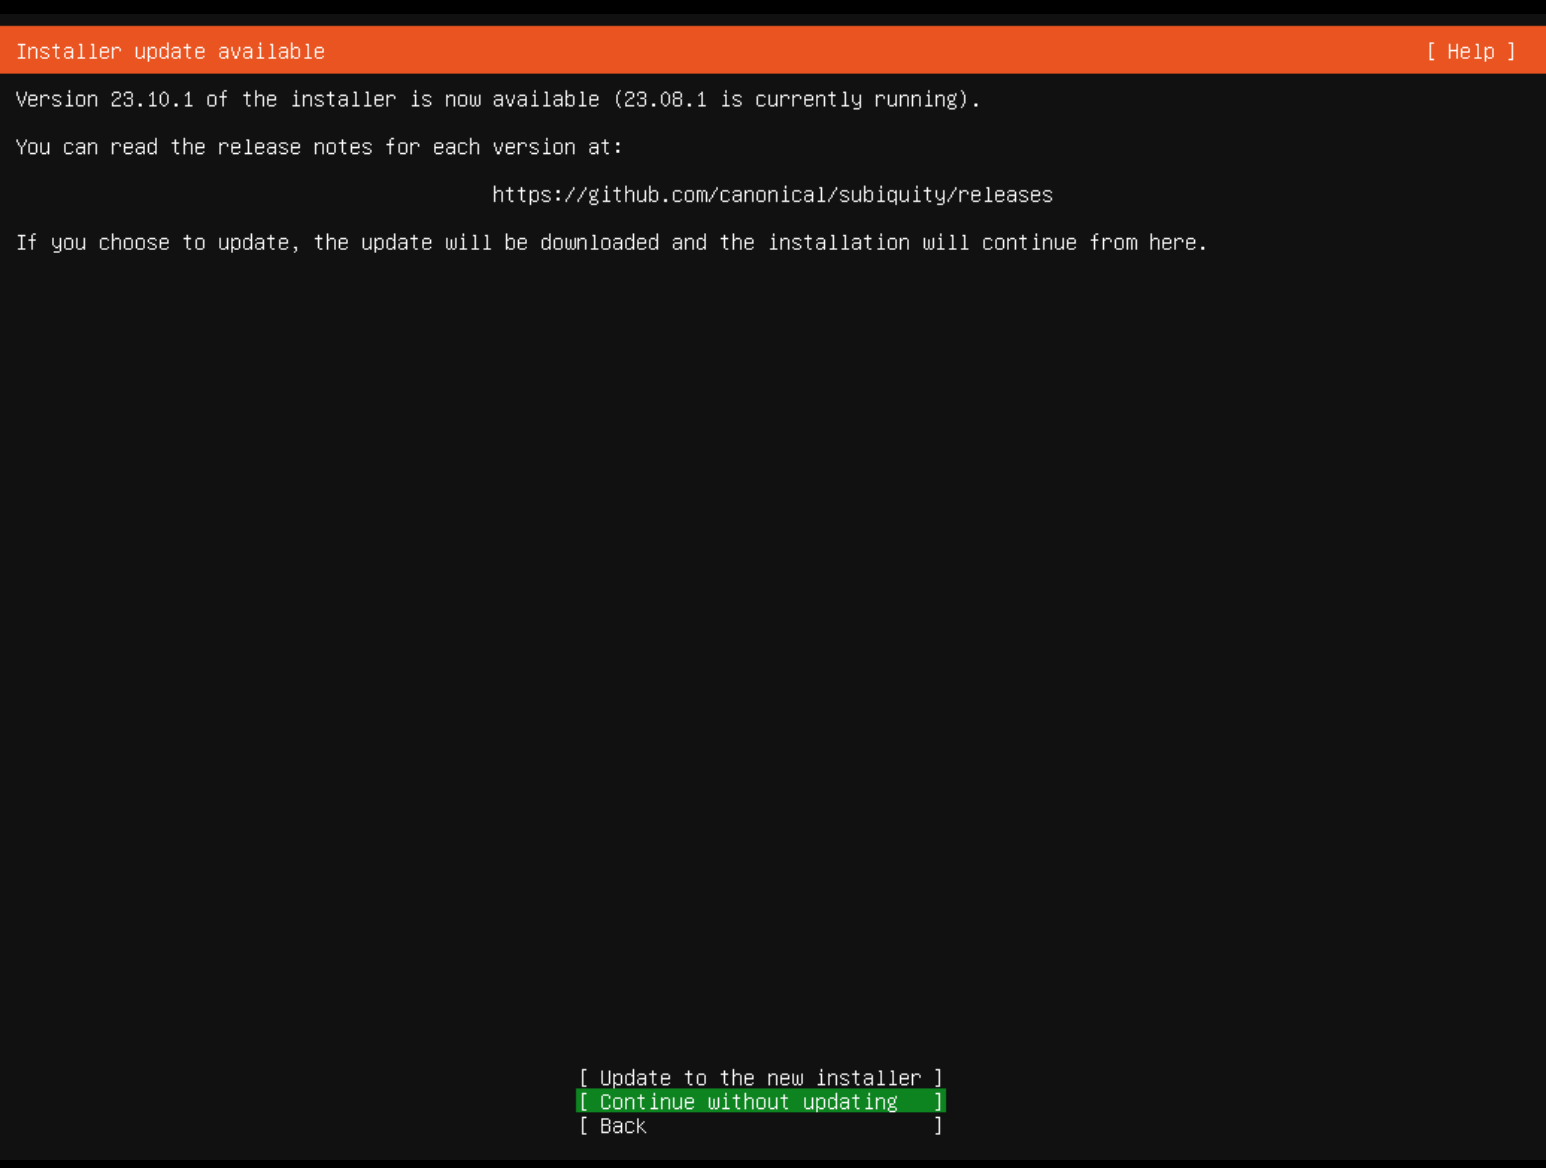 Installer update available [ Help ]
Version 23.10.1 of the installer is now available (23.08.1 is currently running).
You can read the release notes for each version at:
https://github.com/canonical/subiquity/releases
If you choose to update, the update will be downloaded and the installation will continue from here.
[ Update to the new installer ]
[ Continue without updating ]
[ Back ]